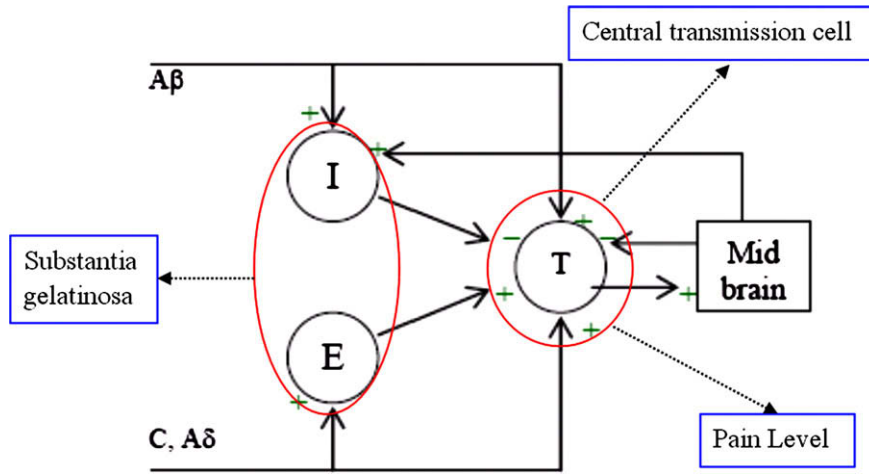 Central transmission cell
Aβ
+
+
I
Substantia
gelatinosa
− + −
T
Mid
brain
+ +
E
+
+
C, Aδ
Pain Level